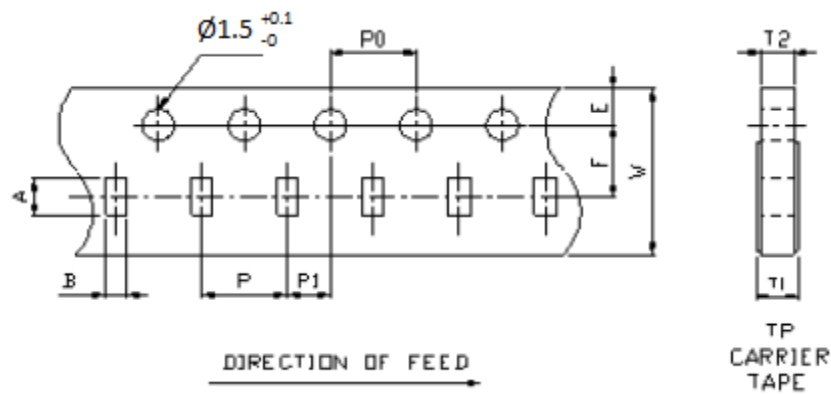 Ø1.5 +0.1 -0
P0
T2
E
F
W
A
B
P
P1
T1
TP
CARRIER
TAPE
DIRECTION OF FEED